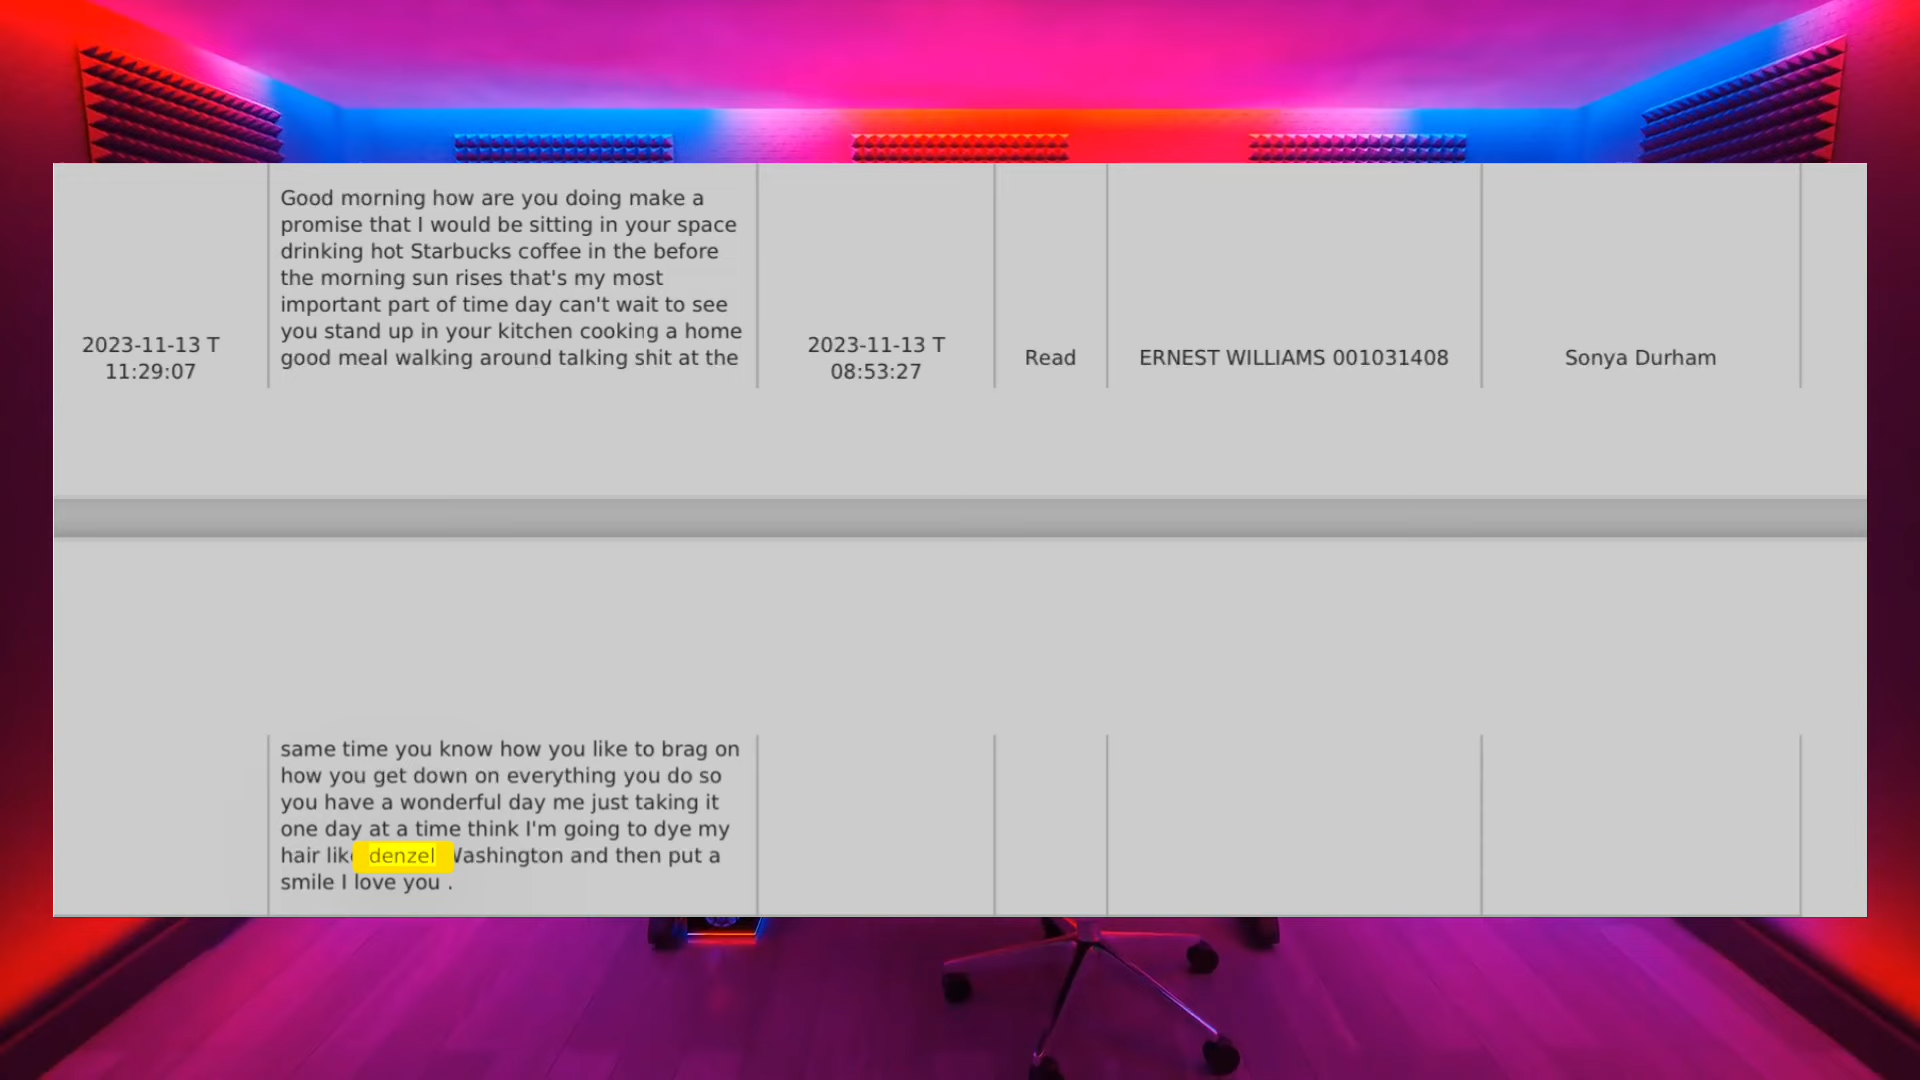 Good morning how are you doing make a
promise that I would be sitting in your space
drinking hot Starbucks coffee in the before
the morning sun rises that's my most
important part of time day can't wait to see
you stand up in your kitchen cooking a home
good meal walking around talking shit at the
2023-11-13 T
11:29:07
2023-11-13 T
08:53:27
Read
ERNEST WILLIAMS 001031408
Sonya Durham
same time you know how you like to brag on
how you get down on everything you do so
you have a wonderful day me just taking it
one day at a time think I'm going to dye my
hair like denzel Washington and then put a
smile I love you .